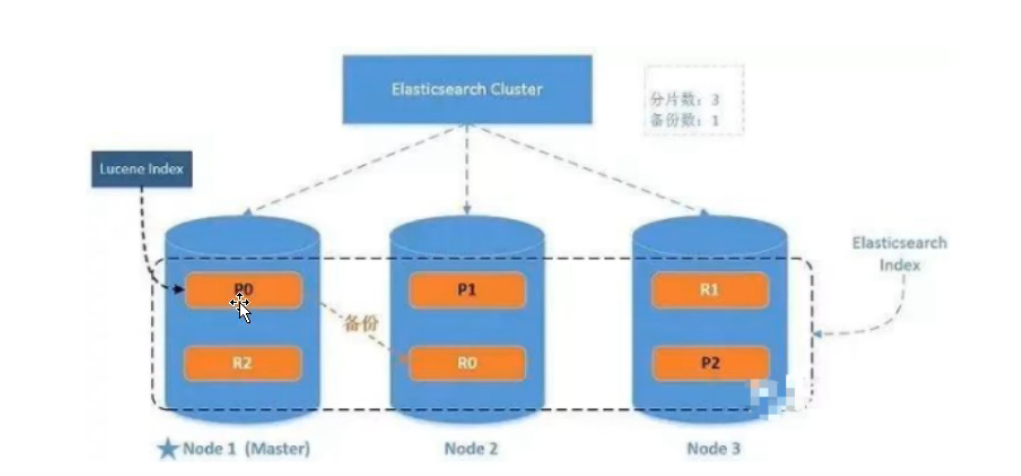 Elasticsearch Cluster
分片数：3
备份数：1
Lucene Index
Elasticsearch
Index
P0
P1
R1
备份
R2
R0
P2
Node 1 (Master)
Node 2
Node 3